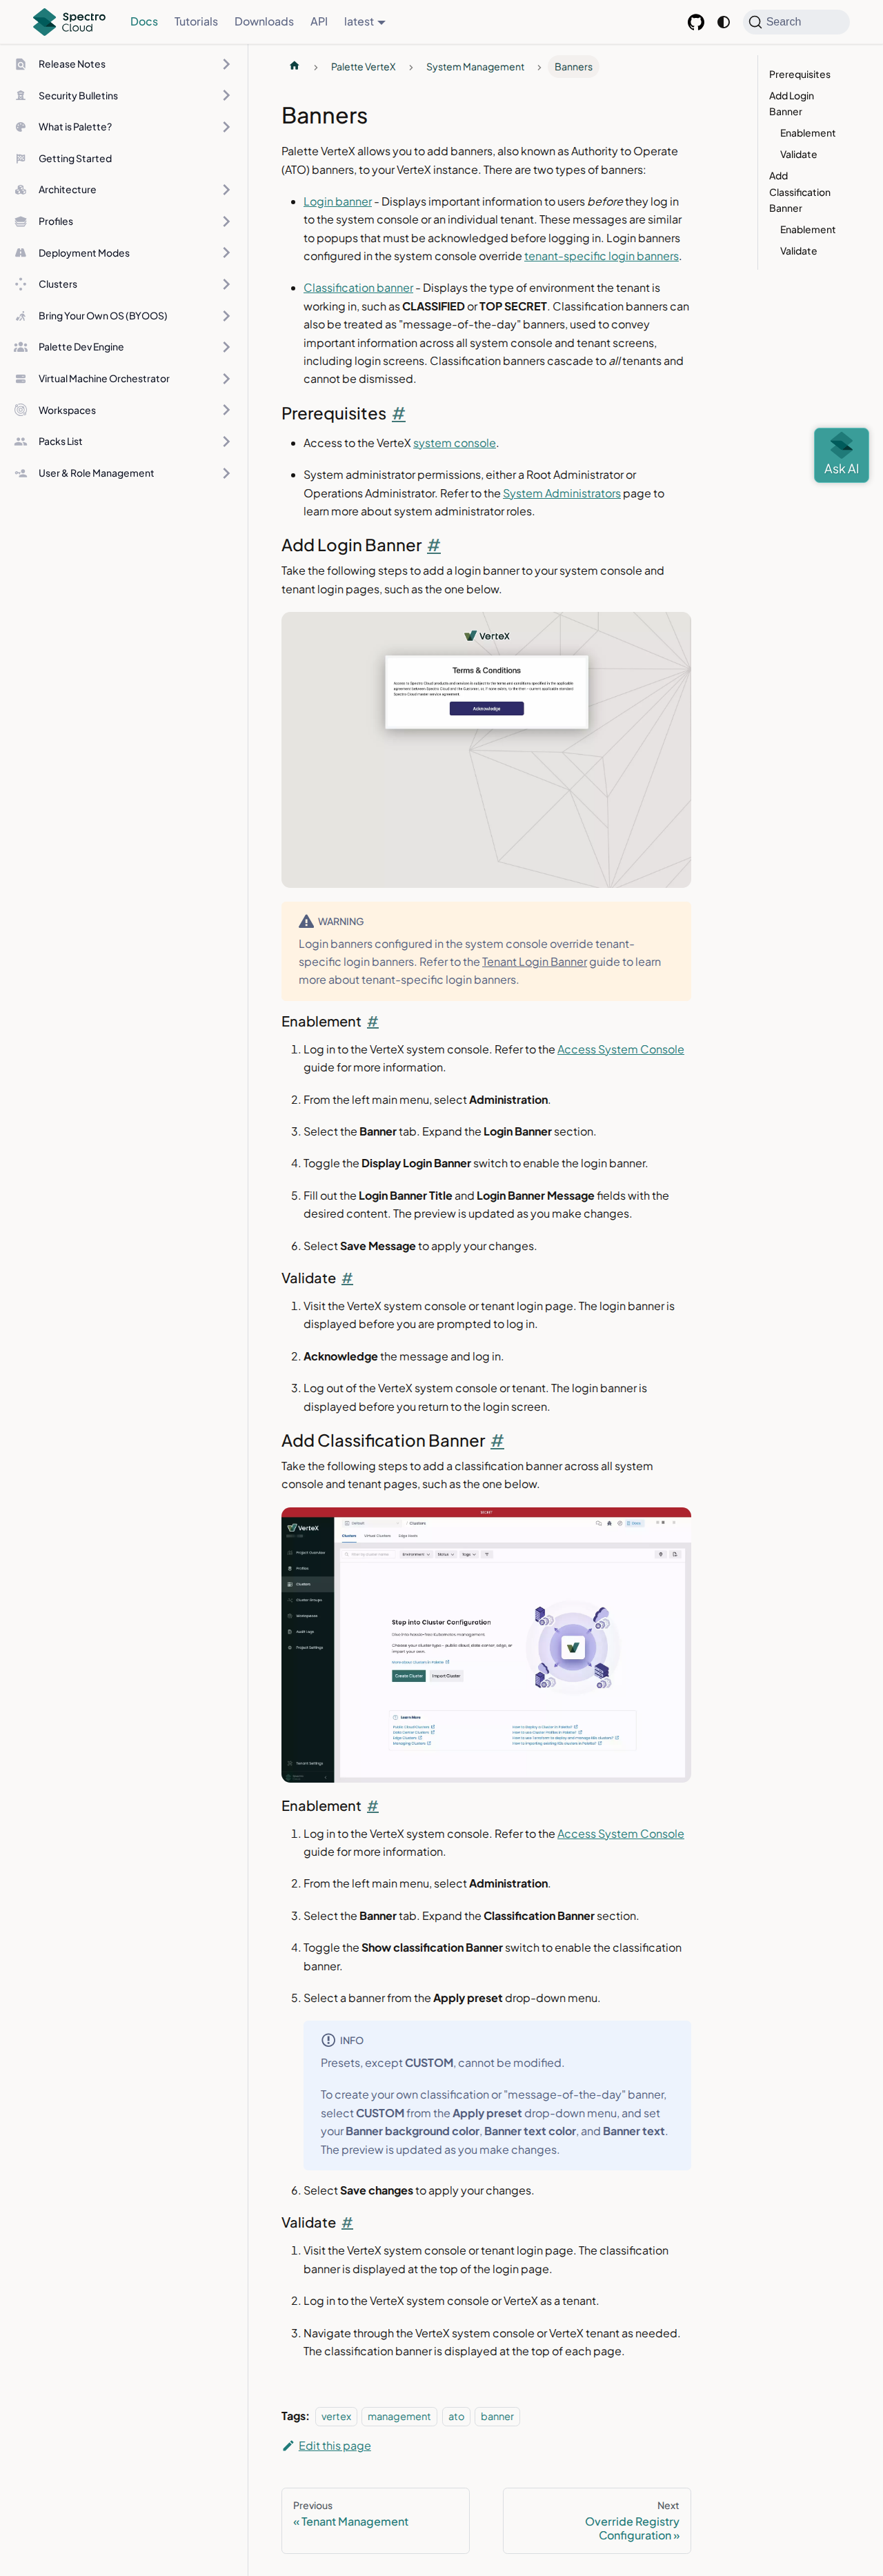 Spectro Cloud
Docs
Tutorials
Downloads
API
latest
Search
Release Notes
Security Bulletins
What is Palette?
Getting Started
Architecture
Profiles
Deployment Modes
Clusters
Bring Your Own OS (BYOOS)
Palette Dev Engine
Virtual Machine Orchestrator
Workspaces
Packs List
User & Role Management
Palette VerteX
System Management
Banners
Banners
Palette VerteX allows you to add banners, also known as Authority to Operate
(ATO) banners, to your VerteX instance. There are two types of banners:
Login banner - Displays important information to users before they log in
to the system console or an individual tenant. These messages are similar
to popups that must be acknowledged before logging in. Login banners
configured in the system console override tenant-specific login banners.
Classification banner - Displays the type of environment the tenant is
working in, such as CLASSIFIED or TOP SECRET. Classification banners can
also be treated as "message-of-the-day" banners, used to convey
important information across all system console and tenant screens,
including login screens. Classification banners cascade to all tenants and
cannot be dismissed.
Prerequisites #
Access to the VerteX system console.
System administrator permissions, either a Root Administrator or
Operations Administrator. Refer to the System Administrators page to
learn more about system administrator roles.
Add Login Banner #
Take the following steps to add a login banner to your system console and
tenant login pages, such as the one below.
VerteX
Terms & Conditions
Acknowledge
WARNING
Login banners configured in the system console override tenant-
specific login banners. Refer to the Tenant Login Banner guide to learn
more about tenant-specific login banners.
Enablement #
1. Log in to the VerteX system console. Refer to the Access System Console
guide for more information.
2. From the left main menu, select Administration.
3. Select the Banner tab. Expand the Login Banner section.
4. Toggle the Display Login Banner switch to enable the login banner.
5. Fill out the Login Banner Title and Login Banner Message fields with the
desired content. The preview is updated as you make changes.
6. Select Save Message to apply your changes.
Validate #
1. Visit the VerteX system console or tenant login page. The login banner is
displayed before you are prompted to log in.
2. Acknowledge the message and log in.
3. Log out of the VerteX system console or tenant. The login banner is
displayed before you return to the login screen.
Add Classification Banner #
Take the following steps to add a classification banner across all system
console and tenant pages, such as the one below.
SECRET
VerteX
Project Overview
Profiles
Clusters
Cluster Groups
Workspaces
Audit Logs
Project Settings
Tenant Settings
Clusters
Clusters
Virtual Clusters
Edge Hosts
Environment
Status
Tags
Step into Cluster Configuration
Create Cluster
Import Cluster
Learn More
Enablement #
1. Log in to the VerteX system console. Refer to the Access System Console
guide for more information.
2. From the left main menu, select Administration.
3. Select the Banner tab. Expand the Classification Banner section.
4. Toggle the Show classification Banner switch to enable the classification
banner.
5. Select a banner from the Apply preset drop-down menu.
INFO
Presets, except CUSTOM, cannot be modified.
To create your own classification or "message-of-the-day" banner,
select CUSTOM from the Apply preset drop-down menu, and set
your Banner background color, Banner text color, and Banner text.
The preview is updated as you make changes.
6. Select Save changes to apply your changes.
Validate #
1. Visit the VerteX system console or tenant login page. The classification
banner is displayed at the top of the login page.
2. Log in to the VerteX system console or VerteX as a tenant.
3. Navigate through the VerteX system console or VerteX tenant as needed.
The classification banner is displayed at the top of each page.
Tags: vertex management ato banner
Edit this page
Previous
« Tenant Management
Next
Override Registry
Configuration »
Prerequisites
Add Login
Banner
Enablement
Validate
Add
Classification
Banner
Enablement
Validate
Ask AI